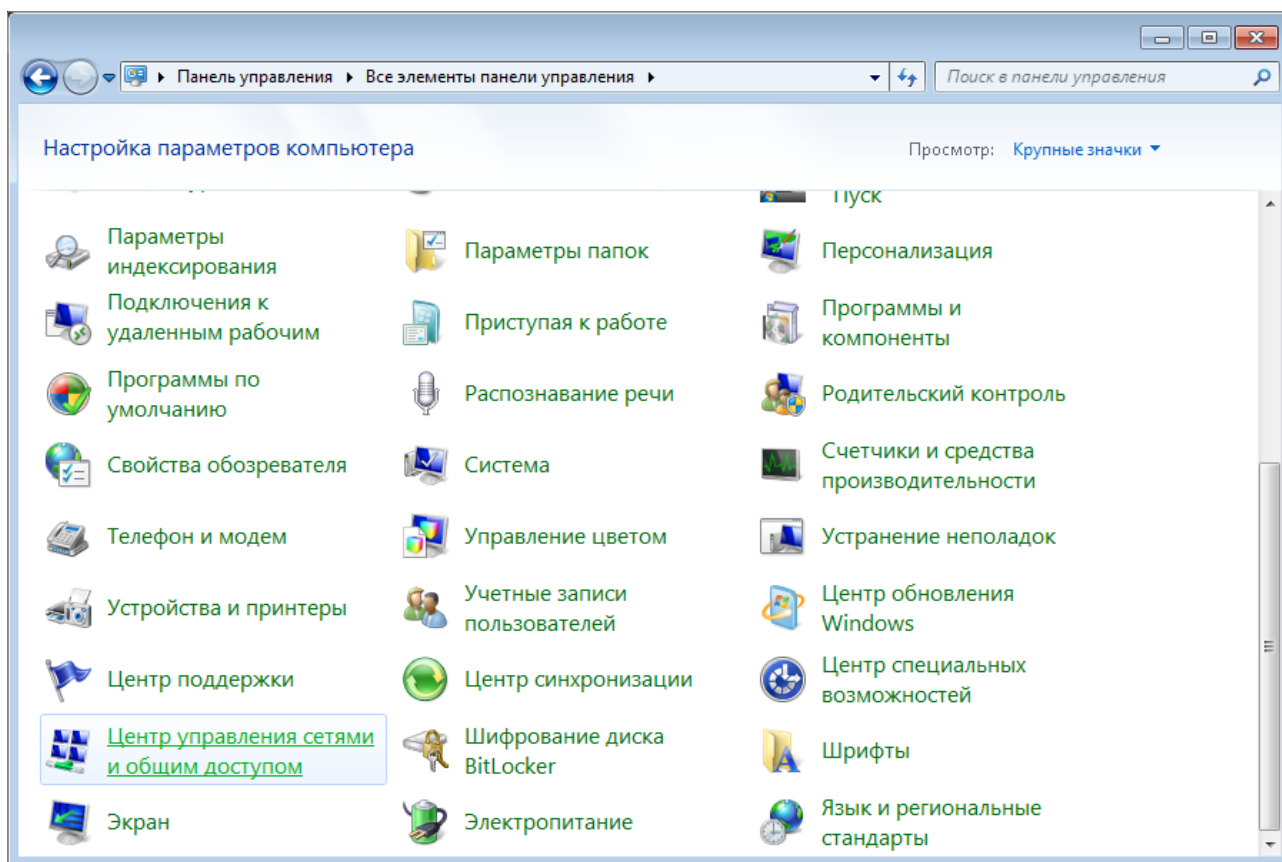 Панель управления
Все элементы панели управления
Поиск в панели управления
Настройка параметров компьютера
Просмотр: Крупные значки
Пуск
Параметры
индексирования
Параметры папок
Персонализация
Подключения к
удаленным рабочим
Приступая к работе
Программы и
компоненты
Программы по
умолчанию
Распознавание речи
Родительский контроль
Свойства обозревателя
Система
Счетчики и средства
производительности
Телефон и модем
Управление цветом
Устранение неполадок
Устройства и принтеры
Учетные записи
пользователей
Центр обновления
Windows
Центр поддержки
Центр синхронизации
Центр специальных
возможностей
Центр управления сетями
и общим доступом
Шифрование диска
BitLocker
Шрифты
Экран
Электропитание
Язык и региональные
стандарты